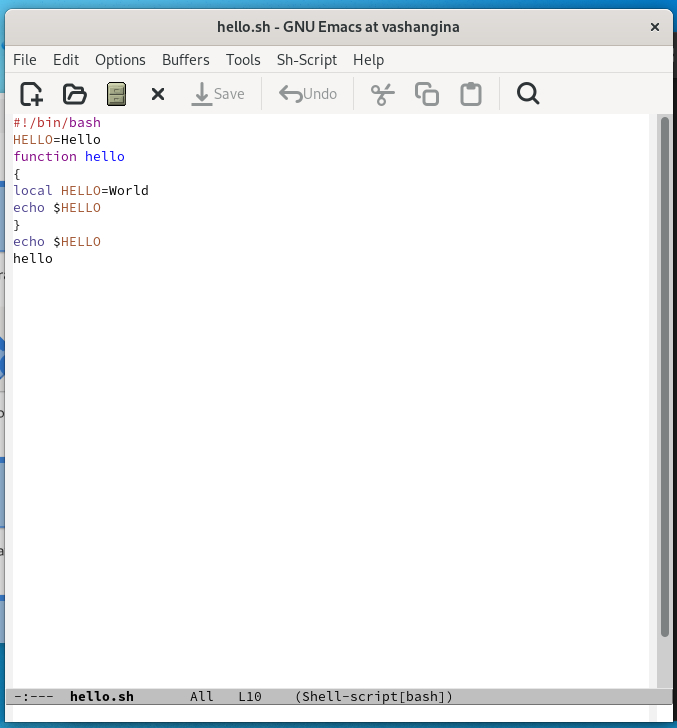 hello.sh - GNU Emacs at vashangina ×
File Edit Options Buffers Tools Sh-Script Help
Save Undo
#!/bin/bash
HELLO=Hello
function hello
{
local HELLO=World
echo $HELLO
}
echo $HELLO
hello
-:--- hello.sh All L10 (Shell-script[bash])